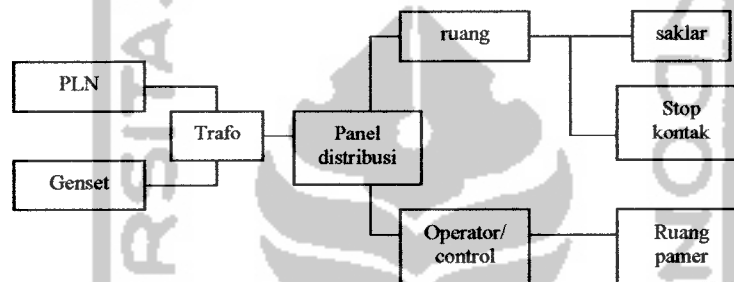 ruang
saklar
PLN
Stop
kontak
Trafo
Panel
distribusi
Genset
Operator/
control
Ruang
pamer